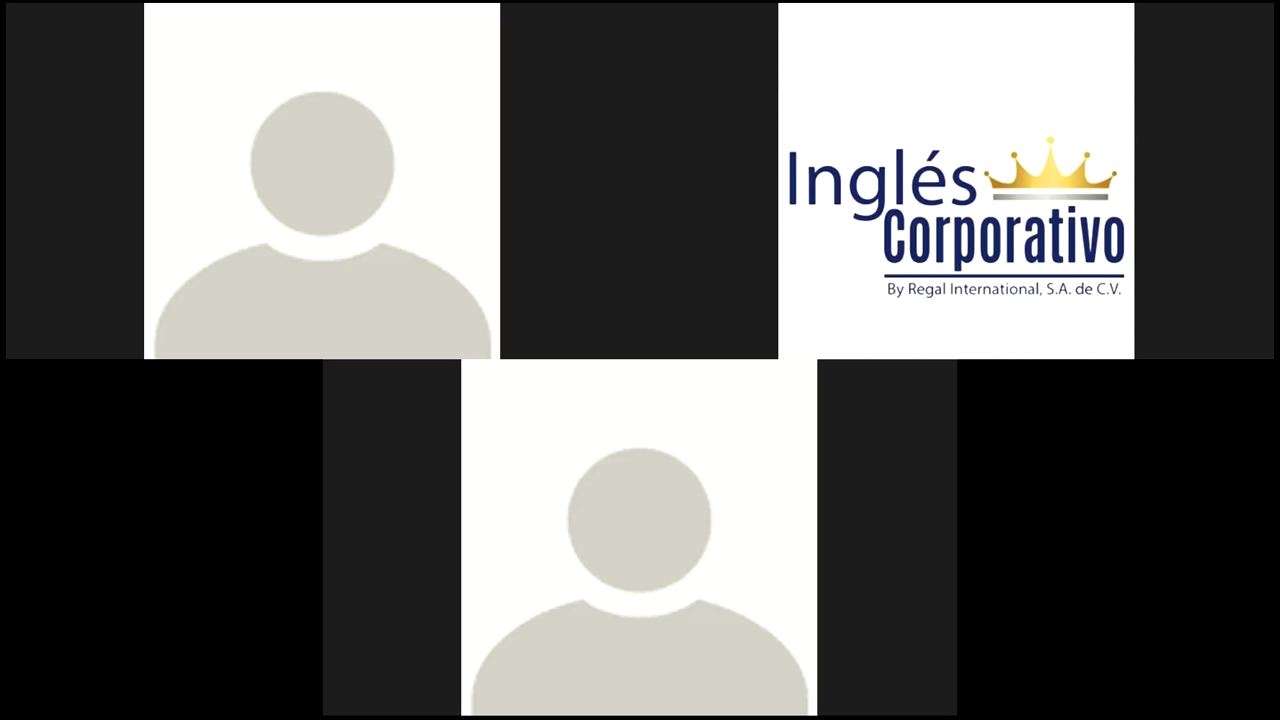 Inglés
Corporativo
By Regal International, S.A. de C.V.